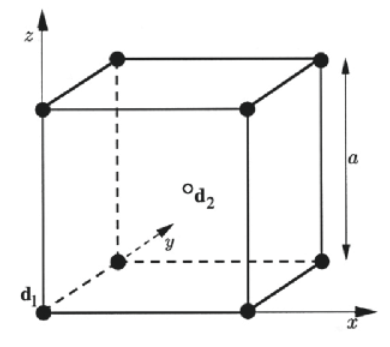 z
a
d₂
y
d₁
x